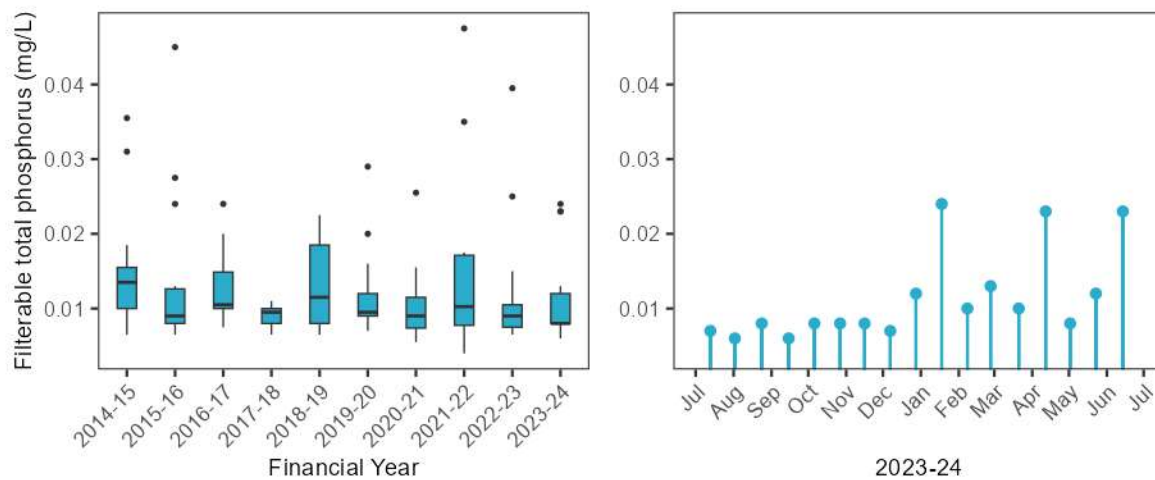 Filterable total phosphorus (mg/L)
0.04
0.03
0.02
0.01
2014-15
2015-16
2016-17
2017-18
2018-19
2019-20
2020-21
2021-22
2022-23
2023-24
Financial Year
0.04
0.03
0.02
0.01
Jul
Aug
Sep
Oct
Nov
Dec
Jan
Feb
Mar
Apr
May
Jun
Jul
2023-24